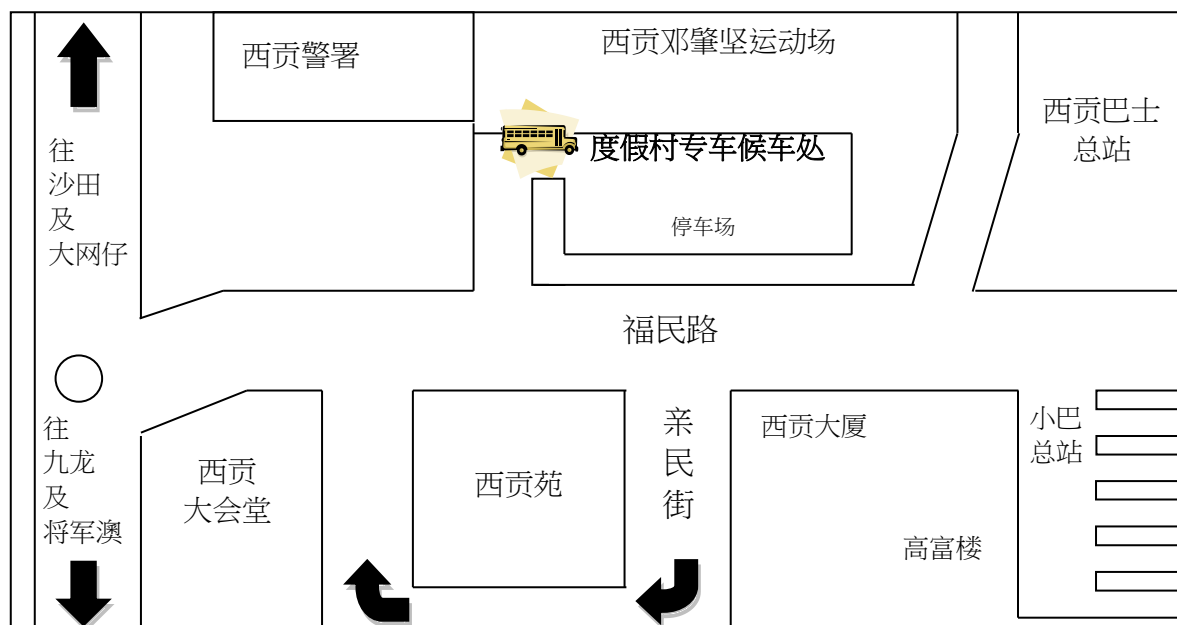 西贡警署
西贡邓肇坚运动场
西贡巴士
总站
往
沙田
及
大网仔
度假村专车候车处
停车场
福民路
往
九龙
及
将军澳
西贡
大会堂
西贡苑
亲
民
街
西贡大厦
高富楼
小巴
总站